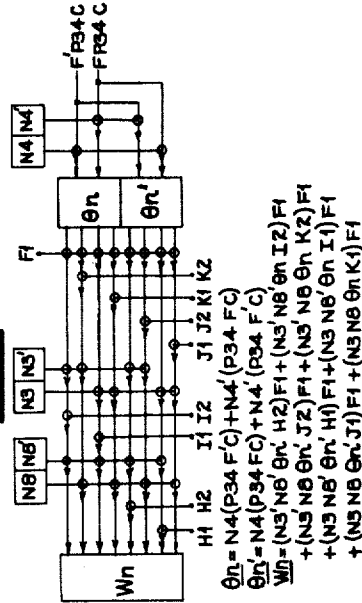 N8 N8'
N3 N3'
F1
N4 N4'
F'P34C
FP34C
Wn
θn
θn'
H1 H2
I1 I2
J1 J2 K1 K2
θn = N4(P34 F'C)+N4'(P34 FC)
θn' = N4(P34 FC)+N4'(P34 F'C)
Wn = (N3'N8'θn' H2)F1+(N3'N8'θn I2)F1
+(N3'N8 θn' J2)F1+(N3'N8 θn K2)F1
+(N3 N8'θn' H1)F1+(N3 N8'θn I1)F1
+(N3 N8 θn' J1)F1+(N3 N8 θn K1)F1